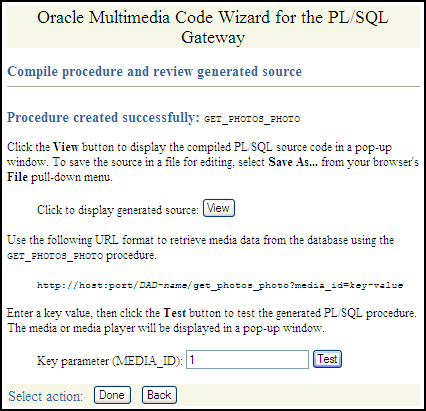 Oracle Multimedia Code Wizard for the PL/SQL
Gateway
Compile procedure and review generated source
Procedure created successfully: GET_PHOTOS_PHOTO
Click the View button to display the compiled PL/SQL source code in a pop-up
window. To save the source in a file for editing, select Save As... from your browser's
File pull-down menu.
Click to display generated source: View
Use the following URL format to retrieve media data from the database using the
GET_PHOTOS_PHOTO procedure.
http://host:port/DAD-name/get_photos_photo?media_id=key-value
Enter a key value, then click the Test button to test the generated PL/SQL procedure.
The media or media player will be displayed in a pop-up window.
Key parameter (MEDIA_ID): 1 Test
Select action: Done Back